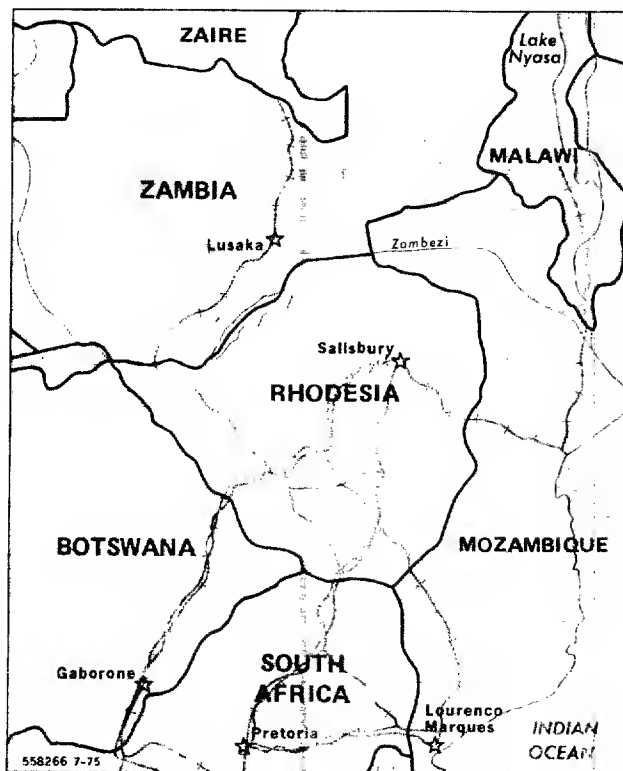 ZAIRE
Lake
Nyasa
MALAWI
ZAMBIA
Lusaka
Zambezi
Salisbury
RHODESIA
BOTSWANA
MOZAMBIQUE
Gaborone
SOUTH
AFRICA
Lourenco
Marques
Pretoria
INDIAN
OCEAN
558266 7-75